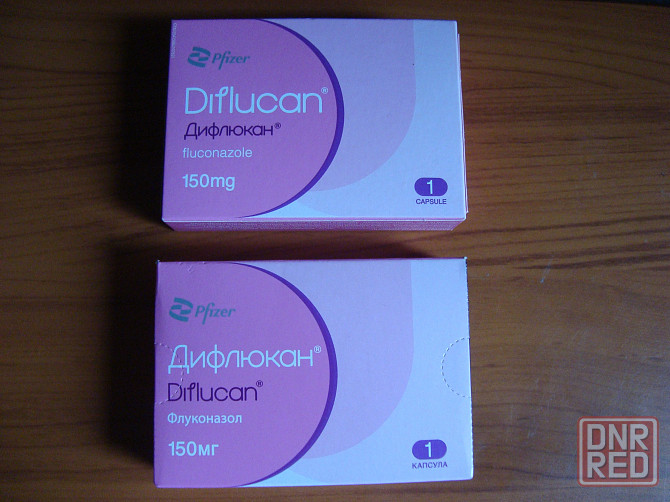 Pfizer
Diflucan®
Дифлюкан®
fluconazole
150mg
1
CAPSULE
Pfizer
Дифлюкан®
Diflucan®
Флуконазол
150мг
1
КАПСУЛА
DNR
RED